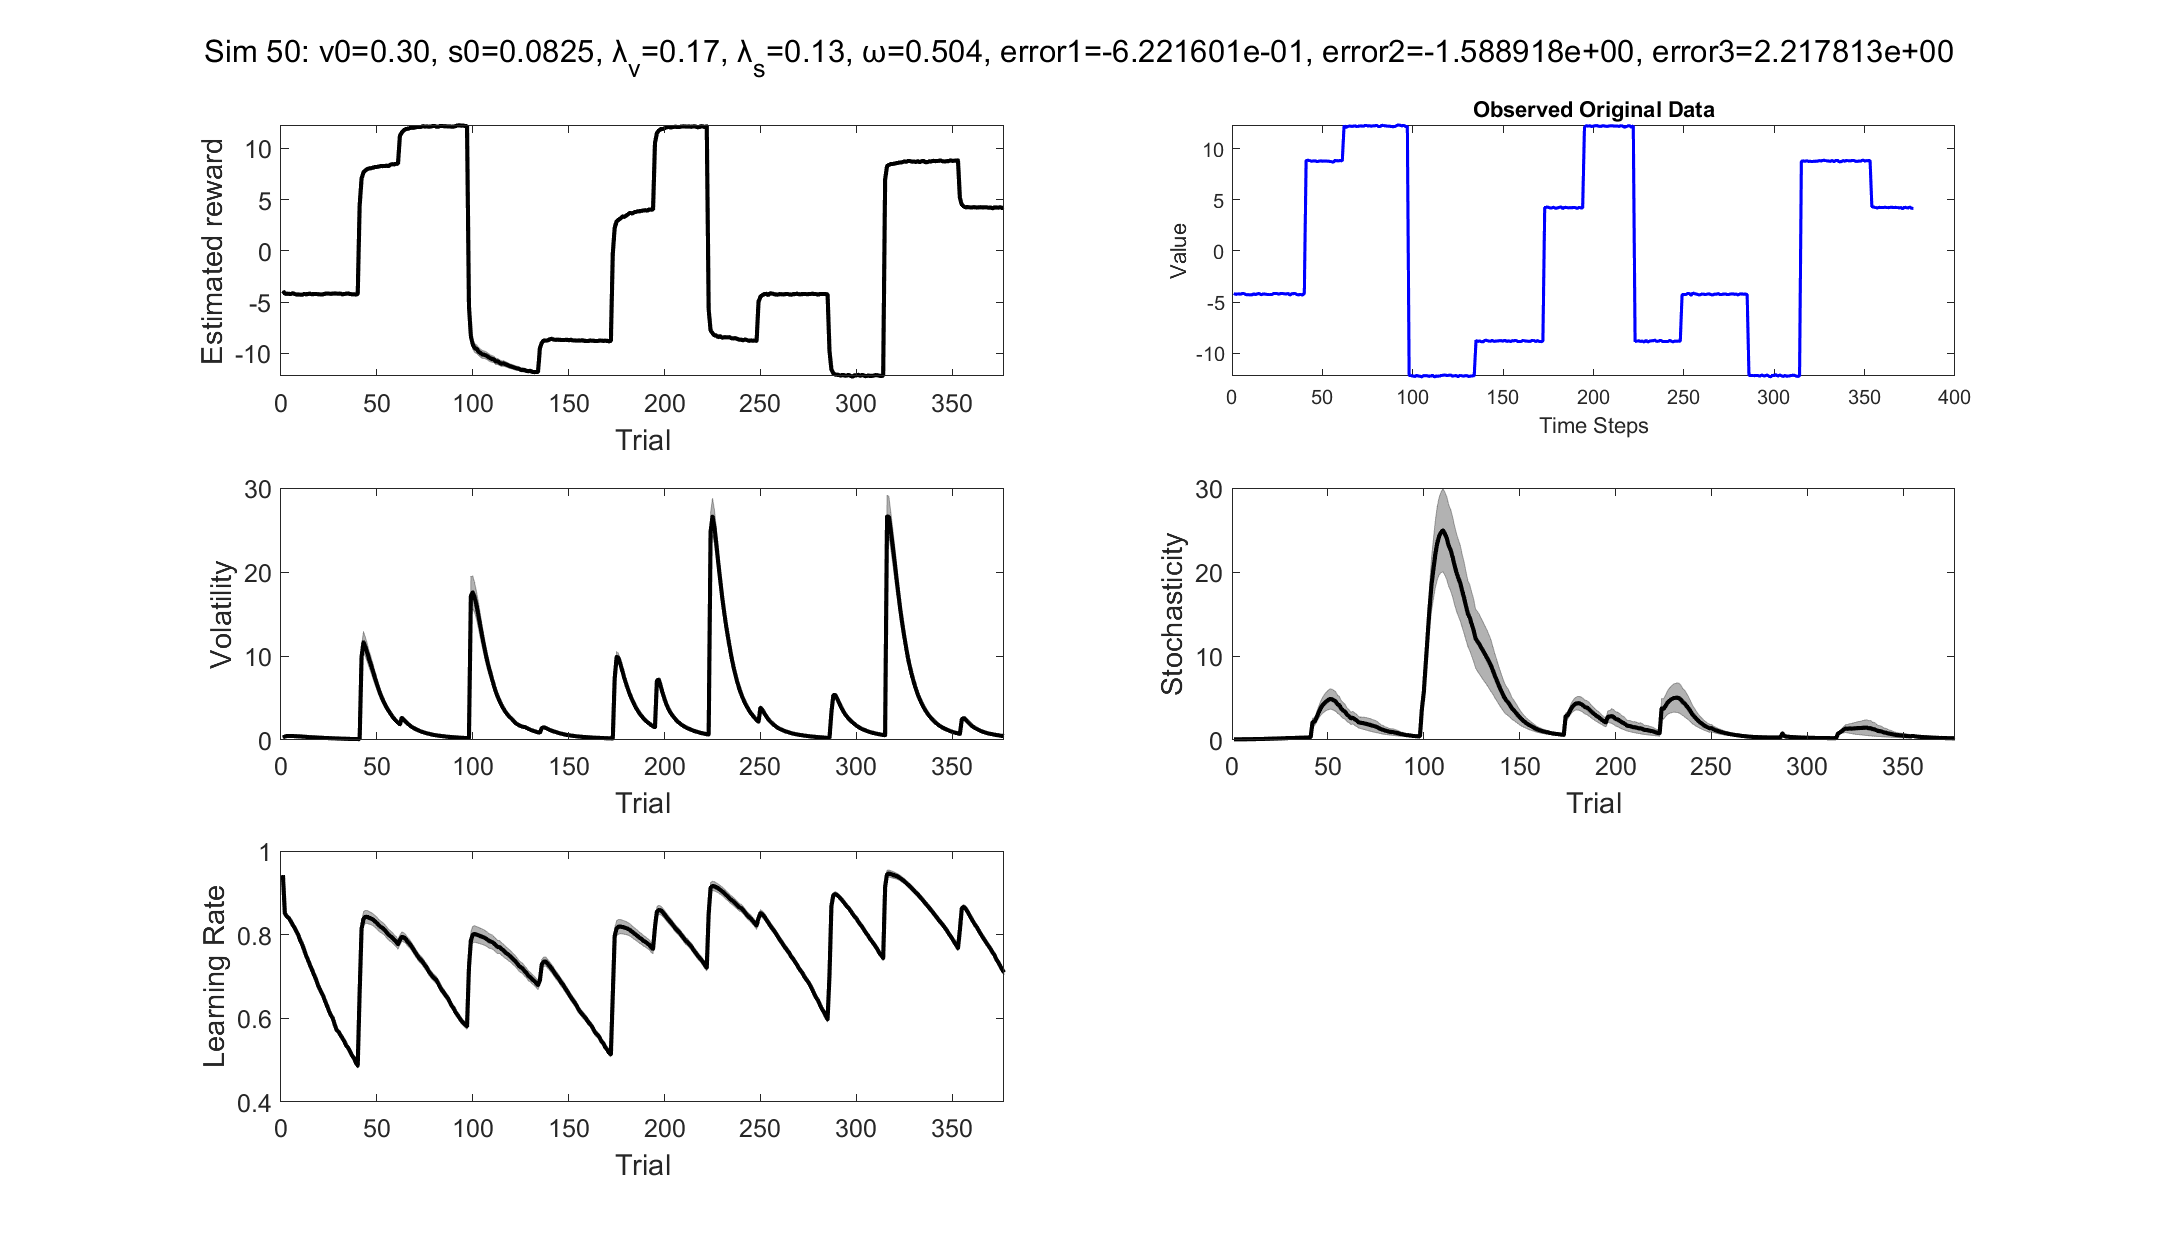 Sim 50: v0=0.30, s0=0.0825, λv=0.17, λs=0.13, ω=0.504, error1=-6.221601e-01, error2=-1.588918e+00, error3=2.217813e+00
Estimated reward
10
5
0
-5
-10
0 50 100 150 200 250 300 350
Trial
Observed Original Data
Value
10
5
0
-5
-10
0 50 100 150 200 250 300 350 400
Time Steps
Volatility
30
20
10
0
0 50 100 150 200 250 300 350
Trial
Stochasticity
30
20
10
0
0 50 100 150 200 250 300 350
Trial
Learning Rate
1
0.8
0.6
0.4
0 50 100 150 200 250 300 350
Trial